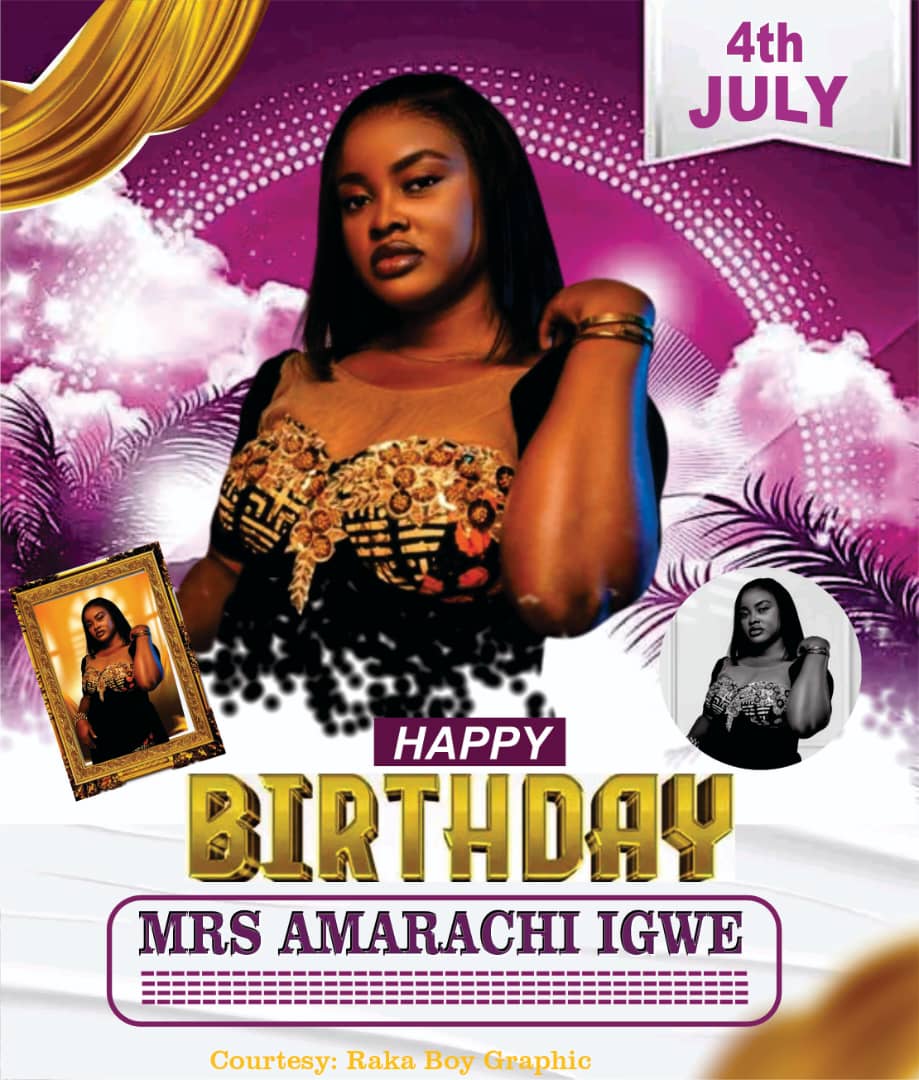 4th
JULY
HAPPY
BIRTHDAY
MRS AMARACHI IGWE
Courtesy: Raka Boy Graphic